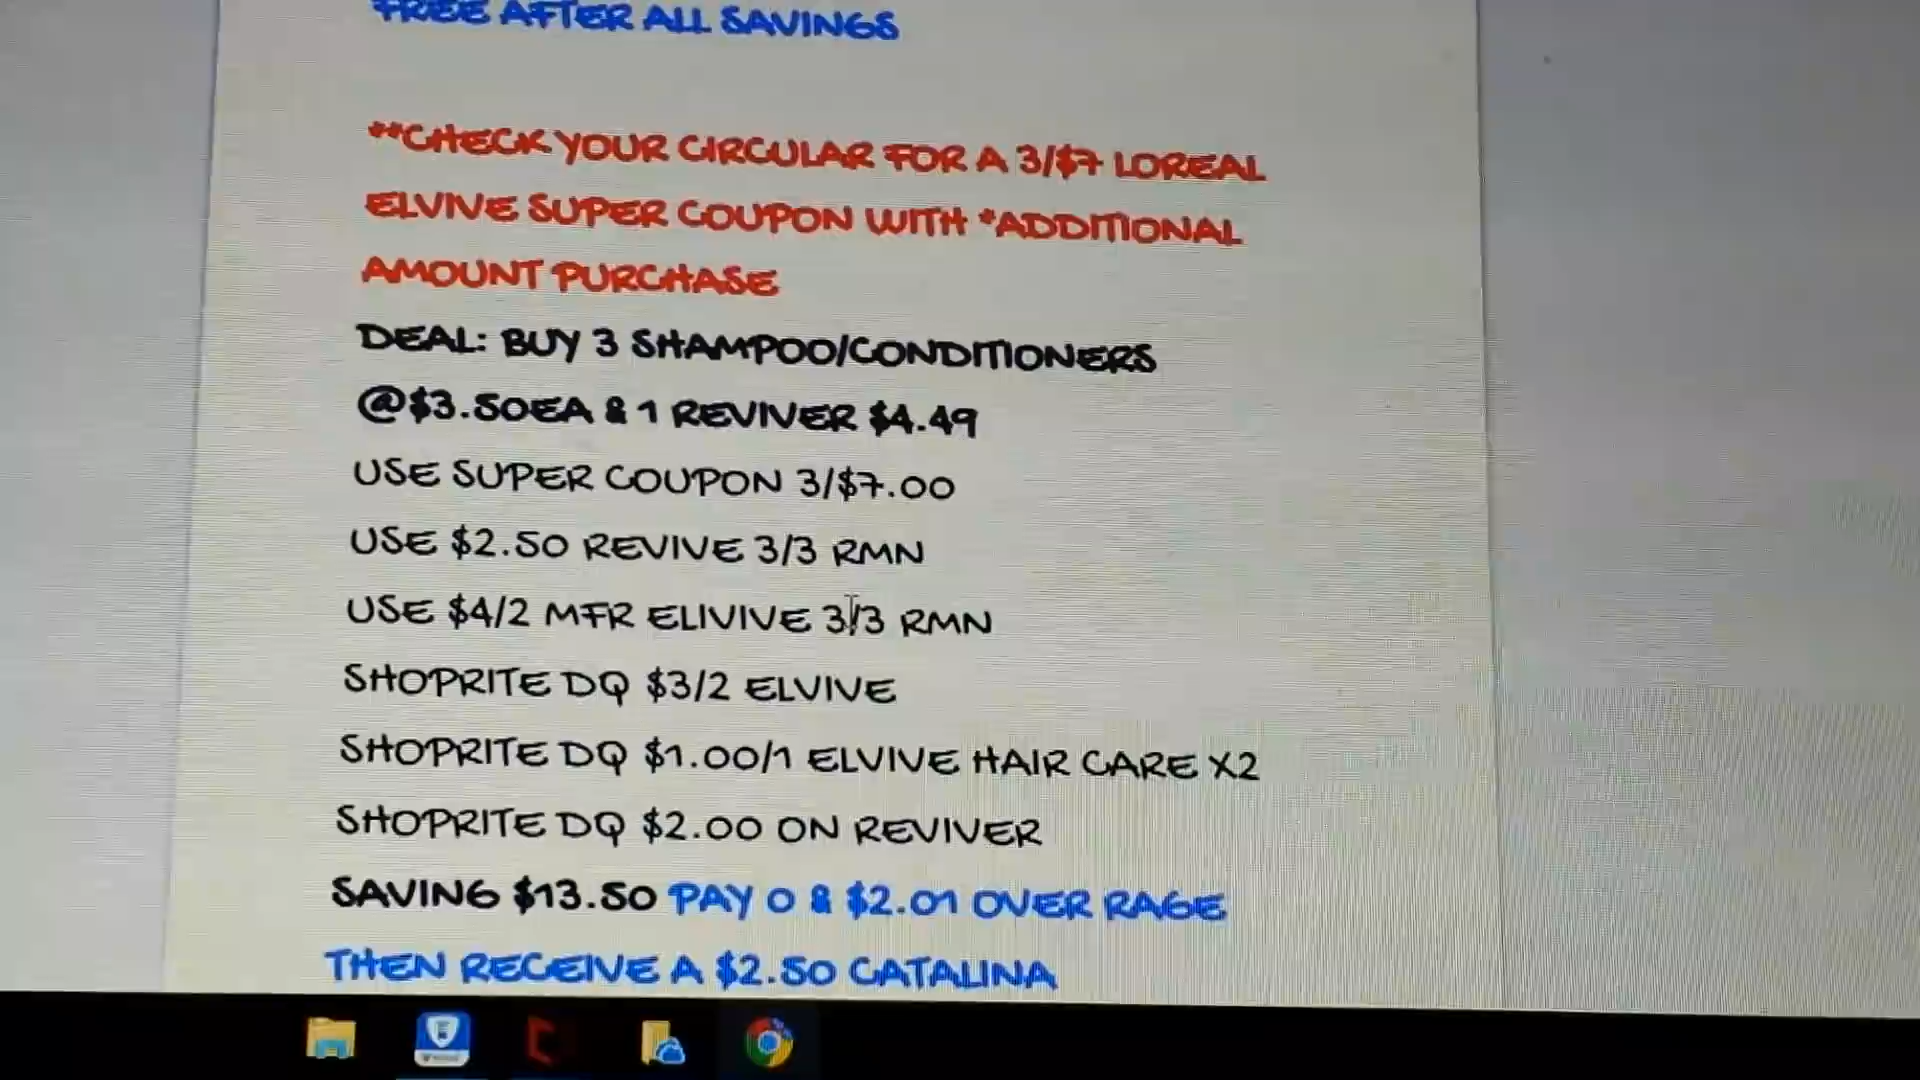 FREE AFTER ALL SAVINGS
**CHECK YOUR CIRCULAR FOR A 3/$7 LOREAL
ELVIVE SUPER COUPON WITH *ADDITIONAL
AMOUNT PURCHASE
DEAL: BUY 3 SHAMPOO/CONDITIONERS
@$3.50EA & 1 REVIVER $4.49
USE SUPER COUPON 3/$7.00
USE $2.50 REVIVE 3/3 RMN
USE $4/2 MFR ELIVIVE 3/3 RMN
SHOPRITE DQ $3/2 ELVIVE
SHOPRITE DQ $1.00/1 ELVIVE HAIR CARE X2
SHOPRITE DQ $2.00 ON REVIVER
SAVING $13.50 PAY 0 & $2.01 OVER RAGE
THEN RECEIVE A $2.50 CATALINA